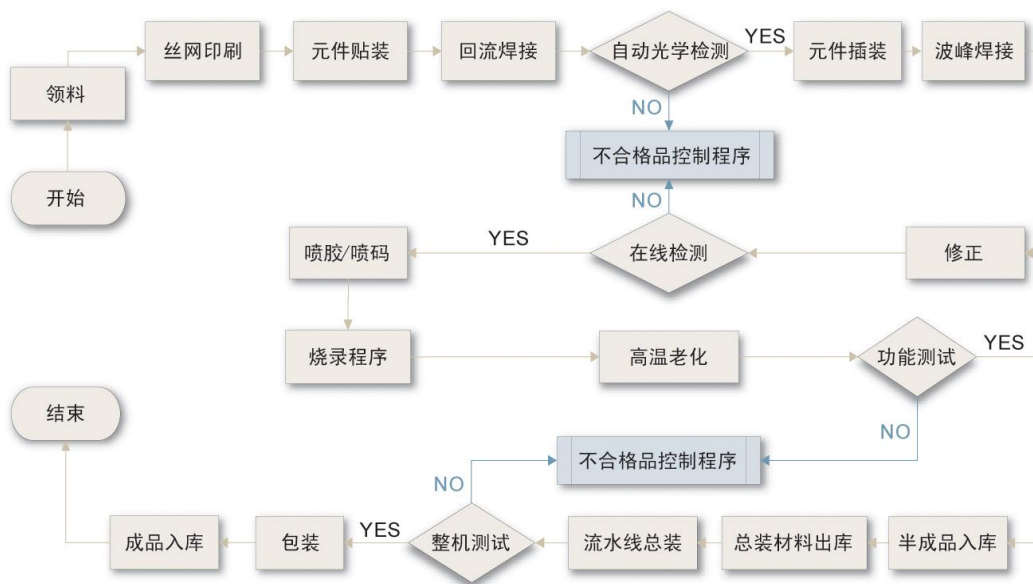 开始
领料
丝网印刷
元件贴装
回流焊接
自动光学检测
YES
元件插装
波峰焊接
NO
不合格品控制程序
NO
修正
在线检测
YES
喷胶/喷码
烧录程序
高温老化
功能测试
YES
NO
不合格品控制程序
NO
半成品入库
总装材料出库
流水线总装
整机测试
YES
包装
成品入库
结束